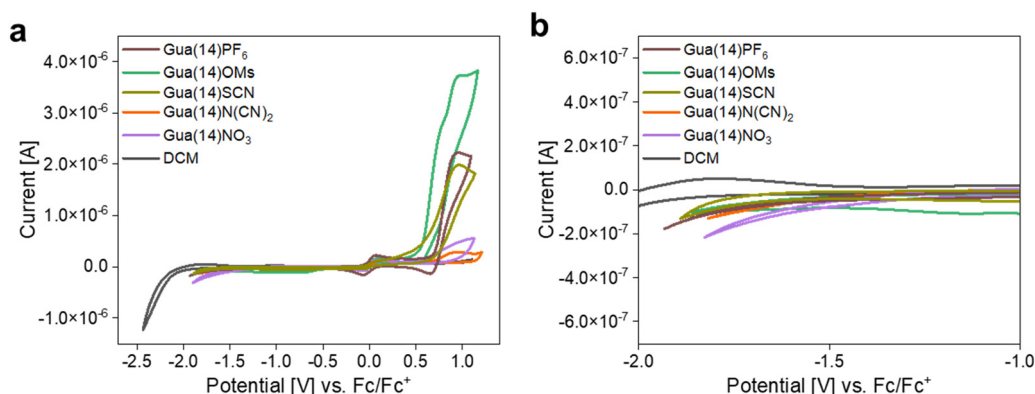 a
Gua(14)PF₆
Gua(14)OMs
Gua(14)SCN
Gua(14)N(CN)₂
Gua(14)NO₃
DCM
4.0×10⁻⁶
3.0×10⁻⁶
2.0×10⁻⁶
1.0×10⁻⁶
0.0
-1.0×10⁻⁶
Current [A]
-2.5 -2.0 -1.5 -1.0 -0.5 0.0 0.5 1.0
Potential [V] vs. Fc/Fc⁺
b
Gua(14)PF₆
Gua(14)OMs
Gua(14)SCN
Gua(14)N(CN)₂
Gua(14)NO₃
DCM
6.0×10⁻⁷
4.0×10⁻⁷
2.0×10⁻⁷
0.0
-2.0×10⁻⁷
-4.0×10⁻⁷
-6.0×10⁻⁷
Current [A]
-2.0 -1.5 -1.0
Potential [V] vs. Fc/Fc⁺